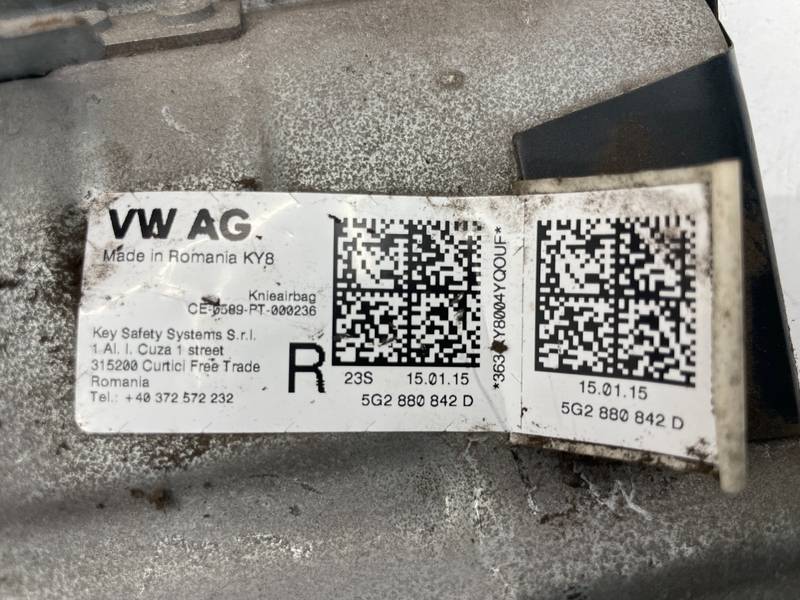 VW AG
Made in Romania KY8
Knieairbag
CE-0589-PT-000236
Key Safety Systems S.r.l.
1 Al. I. Cuza 1 street
315200 Curtici Free Trade
Romania
Tel.: +40 372 572 232
R
23S 15.01.15
5G2 880 842 D
15.01.15
5G2 880 842 D